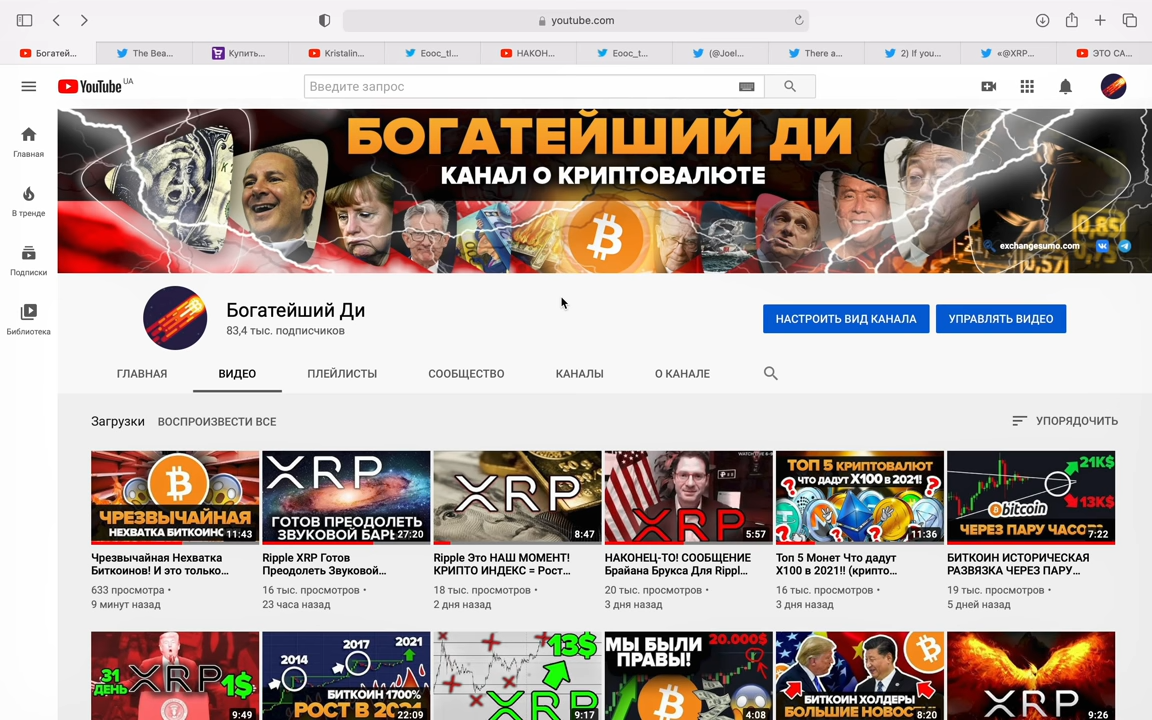 youtube.com
Богатей...
The Bea...
Купить...
Kristalin...
Eooc_tl...
НАКОН...
Eooc_t...
(@Joel...
There a...
2) If you...
«@XRP...
ЭТО СА...
YouTube UA
Введите запрос
Главная
В тренде
Подписки
Библиотека
БОГАТЕЙШИЙ ДИ
КАНАЛ О КРИПТОВАЛЮТЕ
exchangesumo.com
Богатейший Ди
83,4 тыс. подписчиков
НАСТРОИТЬ ВИД КАНАЛА
УПРАВЛЯТЬ ВИДЕО
ГЛАВНАЯ
ВИДЕО
ПЛЕЙЛИСТЫ
СООБЩЕСТВО
КАНАЛЫ
О КАНАЛЕ
Загрузки
ВОСПРОИЗВЕСТИ ВСЕ
УПОРЯДОЧИТЬ
ЧРЕЗВЫЧАЙНАЯ
НЕХВАТКА БИТКОИНО
11:43
Чрезвычайная Нехватка
Биткоинов! И это только...
633 просмотра •
9 минут назад
XRP
ГОТОВ ПРЕОДОЛЕТЬ
ЗВУКОВОЙ БАРЬ
27:20
Ripple XRP Готов
Преодолеть Звуковой...
16 тыс. просмотров •
23 часа назад
XRP
8:47
Ripple Это НАШ МОМЕНТ!
КРИПТО ИНДЕКС = Рост...
18 тыс. просмотров •
2 дня назад
XRP
5:57
НАКОНЕЦ-ТО! СООБЩЕНИЕ
Брайана Брукса Для Rippl...
20 тыс. просмотров •
3 дня назад
ТОП 5 КРИПТОВАЛЮТ
ЧТО ДАДУТ X100 В 2021!
11:36
Топ 5 Монет Что дадут
X100 в 2021!! (крипто...
16 тыс. просмотров •
3 дня назад
21K$
bitcoin
13K$
ЧЕРЕЗ ПАРУ ЧАСО
7:22
БИТКОИН ИСТОРИЧЕСКАЯ
РАЗВЯЗКА ЧЕРЕЗ ПАРУ...
19 тыс. просмотров •
5 дней назад
31
ДЕНЬ
XRP
1$
9:49
2014
2017
2021
БИТКОИН 1700%
РОСТ В 202
22:09
13$
XRP
9:17
МЫ БЫЛИ
ПРАВЫ!
20.000$
4:08
БИТКОИН ХОЛДЕРЫ
БОЛЬШИЕ НОВОС
8:20
XRP
9:26